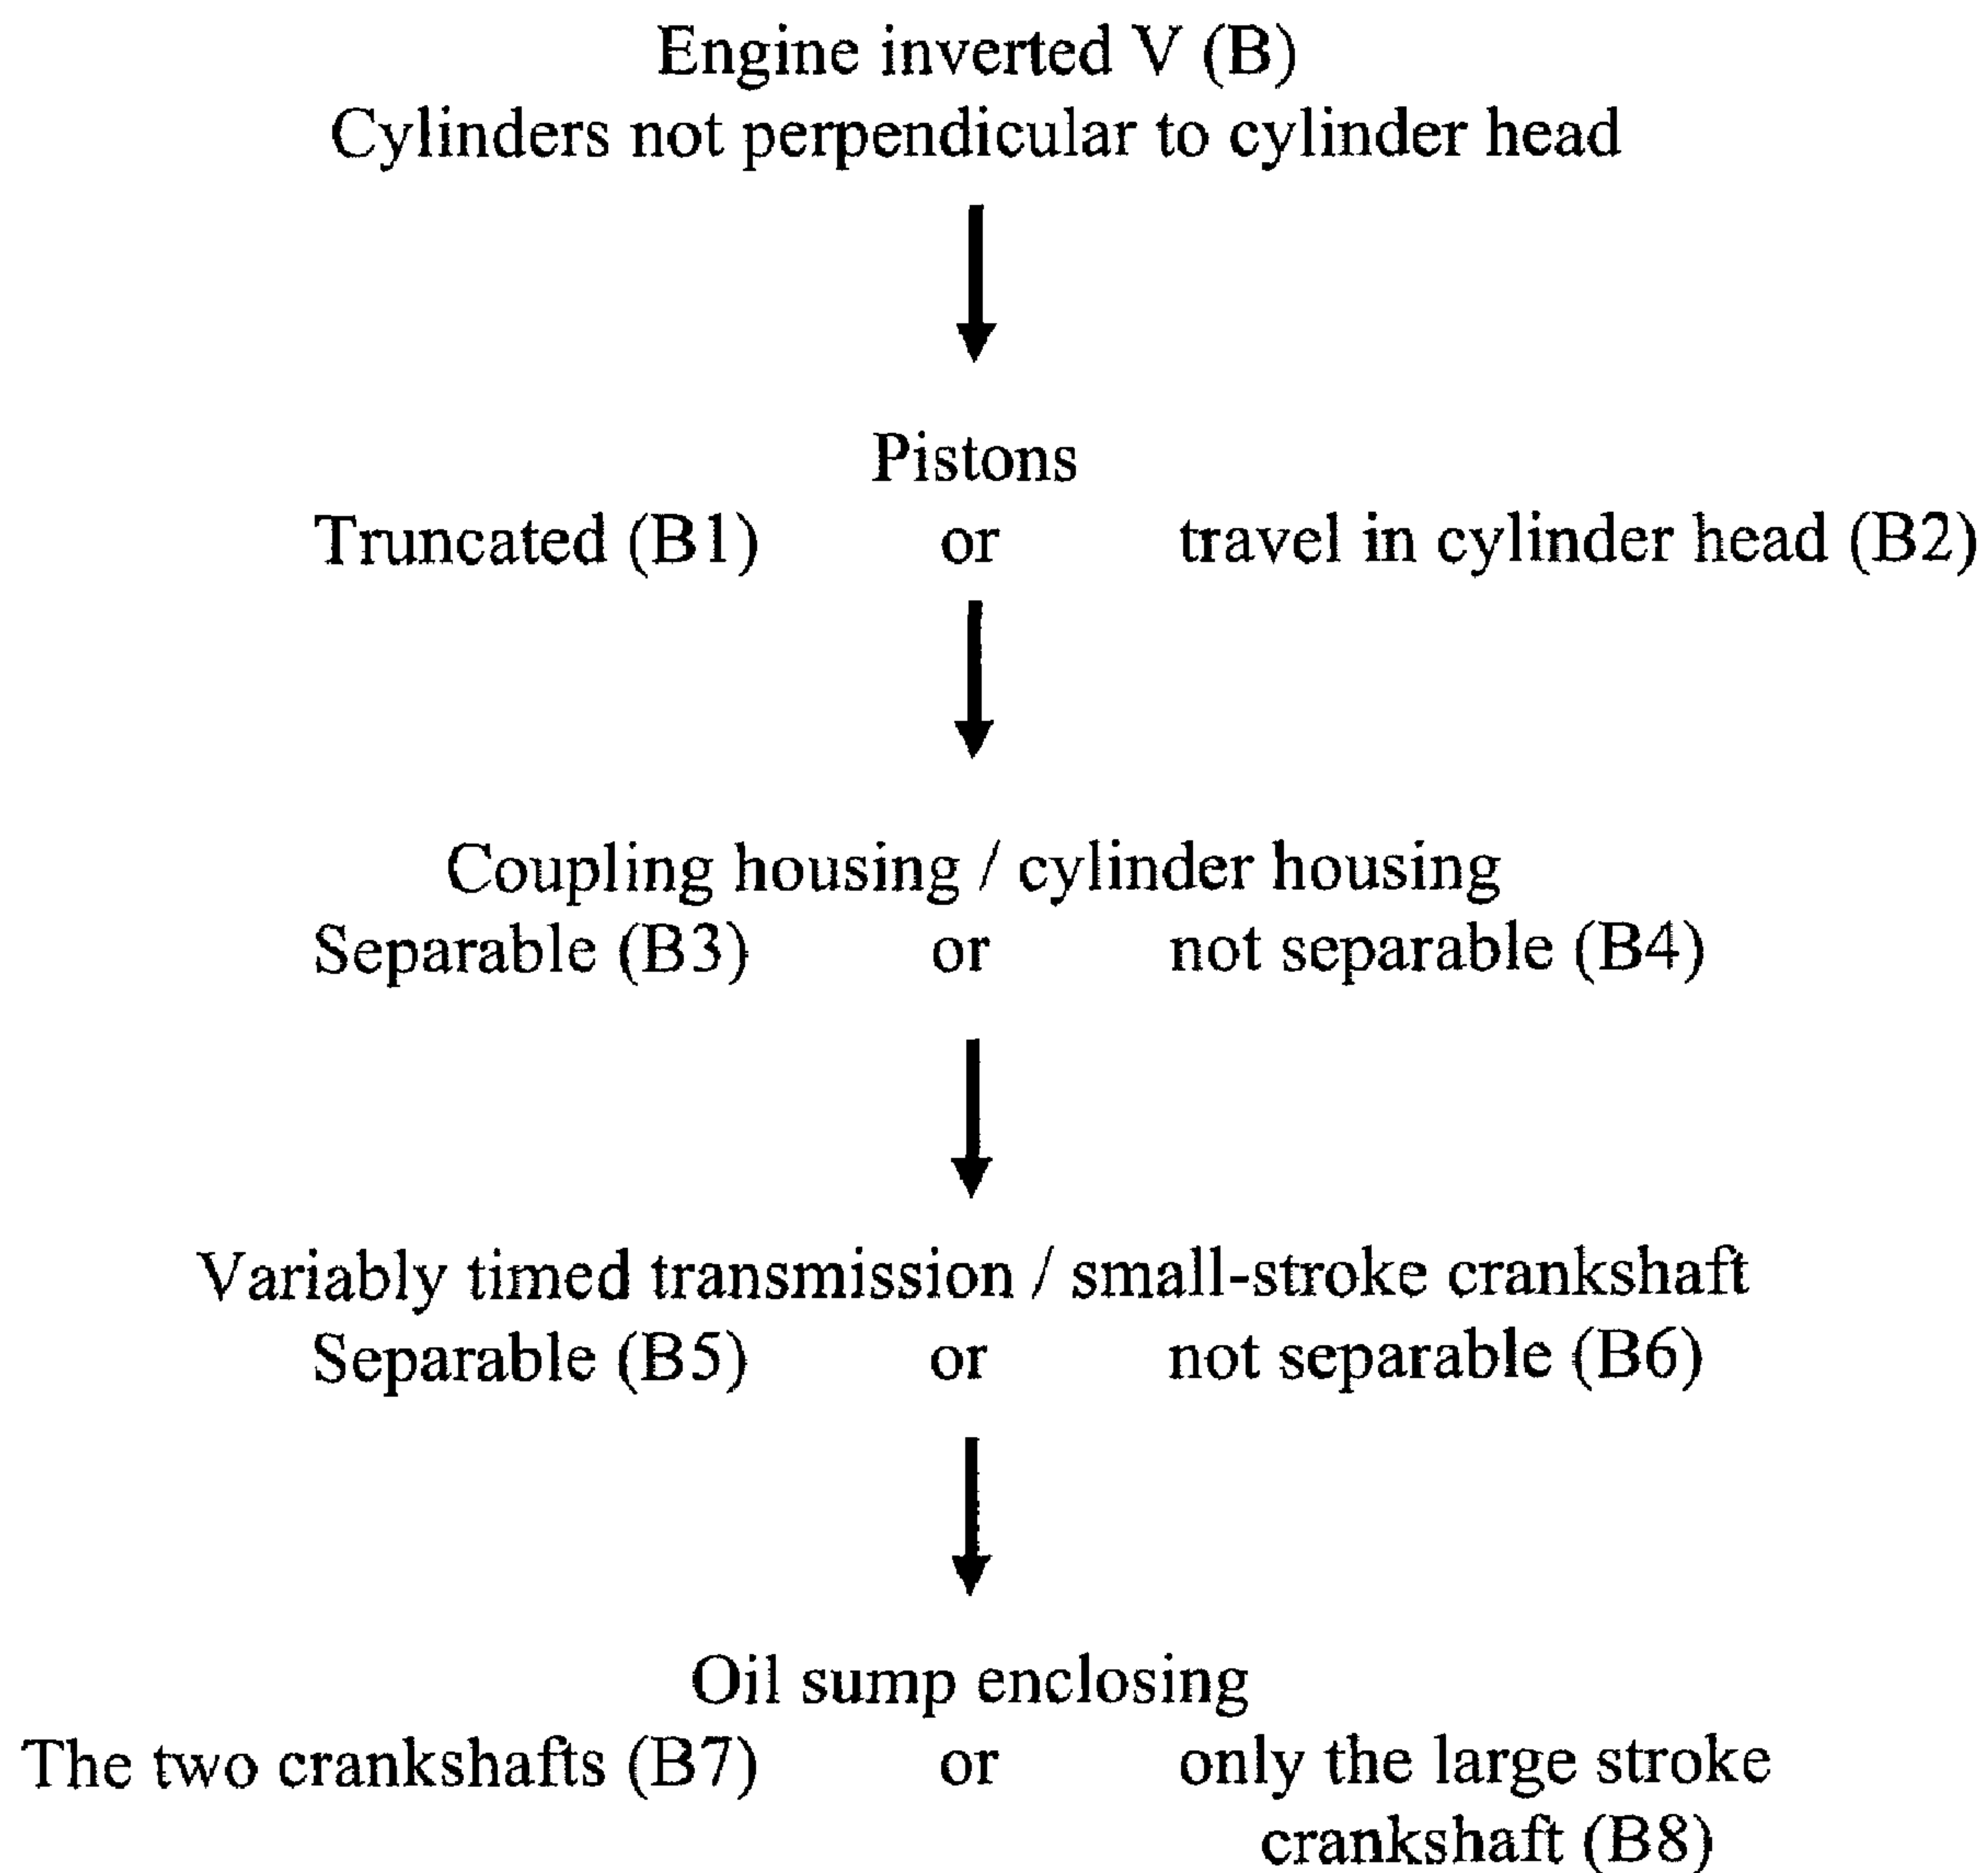 Engine inverted V (B)
Cylinders not perpendicular to cylinder head
Pistons
Truncated (B1) or travel in cylinder head (B2)
Coupling housing / cylinder housing
Separable (B3) or not separable (B4)
Variably timed transmission / small-stroke crankshaft
Separable (B5) or not separable (B6)
Oil sump enclosing
The two crankshafts (B7) or only the large stroke
crankshaft (B8)